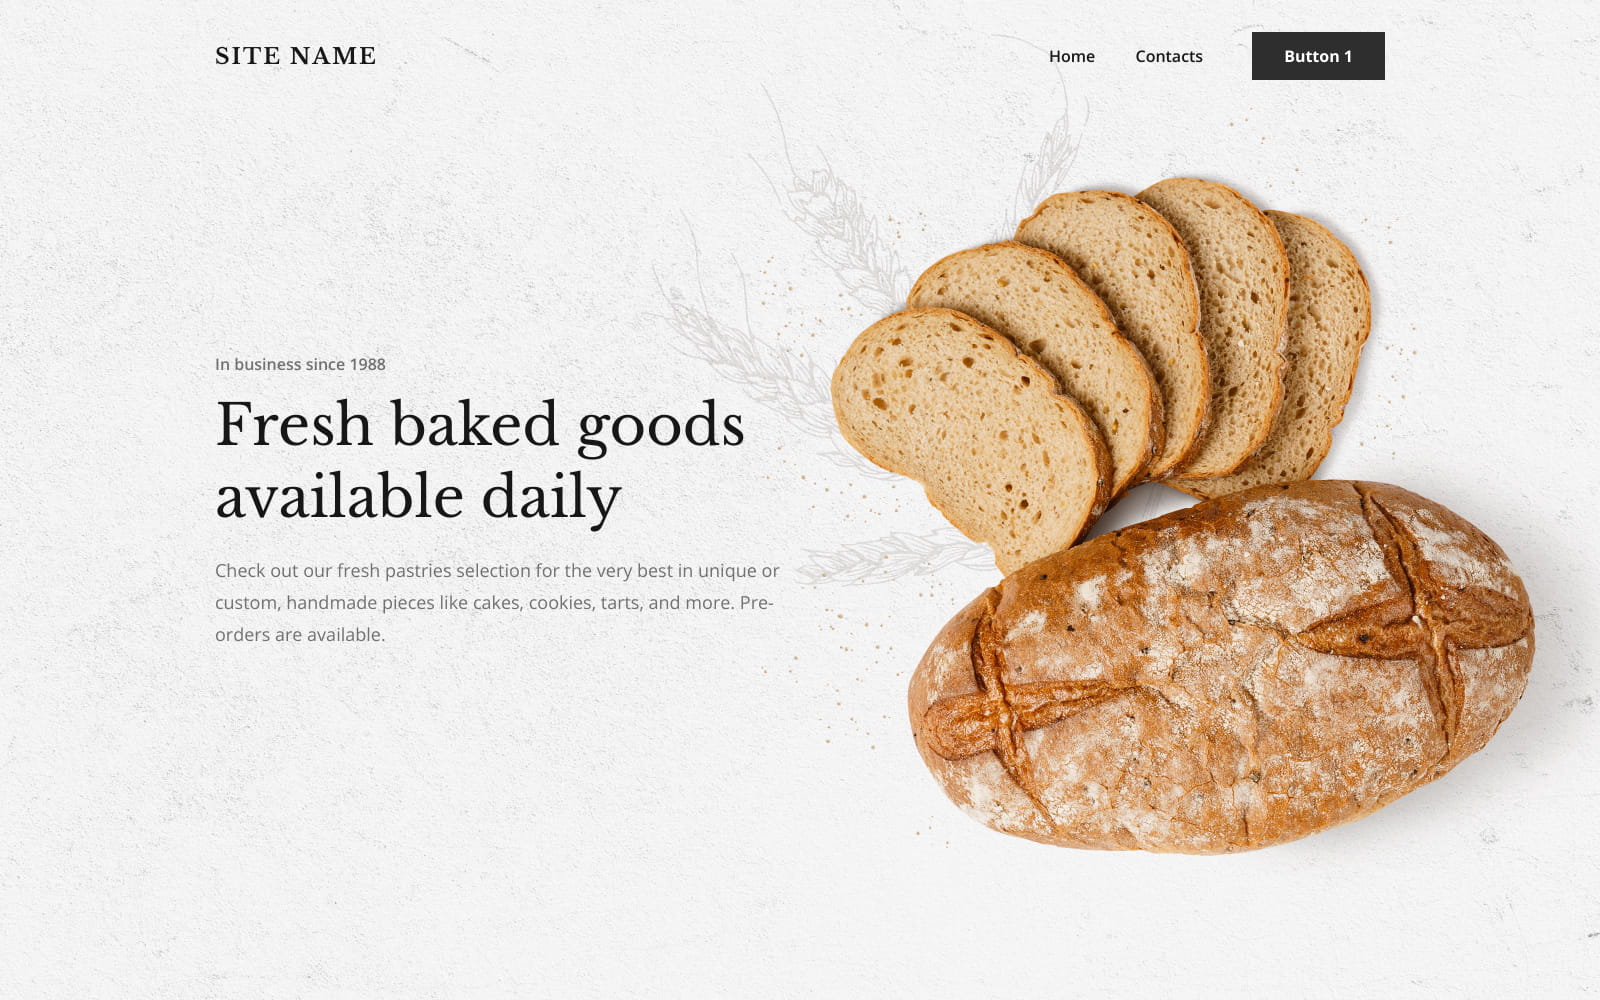 SITE NAME
Home
Contacts
Button 1
In business since 1988
Fresh baked goods
available daily
Check out our fresh pastries selection for the very best in unique or
custom, handmade pieces like cakes, cookies, tarts, and more. Pre-
orders are available.